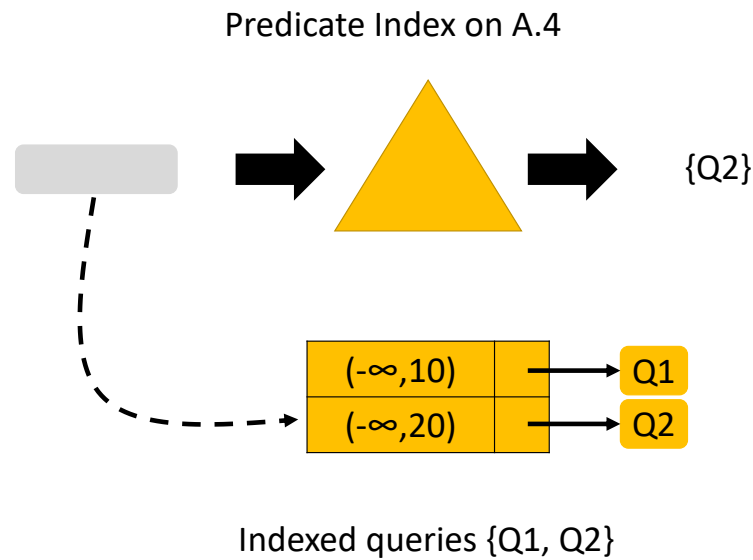 Predicate Index on A.4
{Q2}
(-∞,10)
Q1
(-∞,20)
Q2
Indexed queries {Q1, Q2}